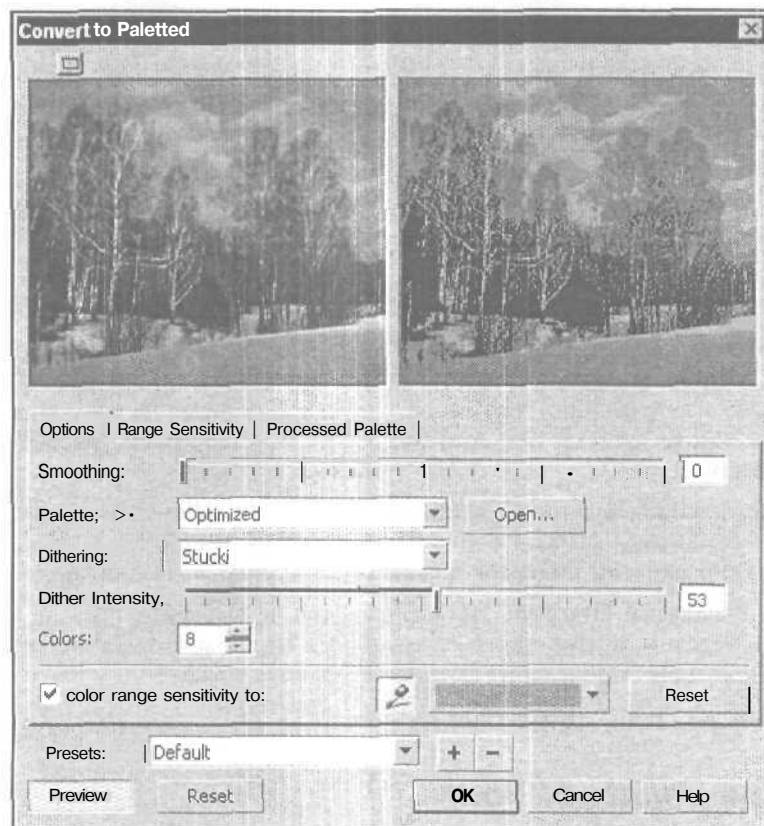 Convert to Paletted
Options | Range Sensitivity | Processed Palette |
Smoothing: 0
Palette; >• Optimized Open...
Dithering: Stucki
Dither Intensity, 53
Colors: 8
color range sensitivity to: Reset
Presets: Default + −
Preview Reset OK Cancel Help